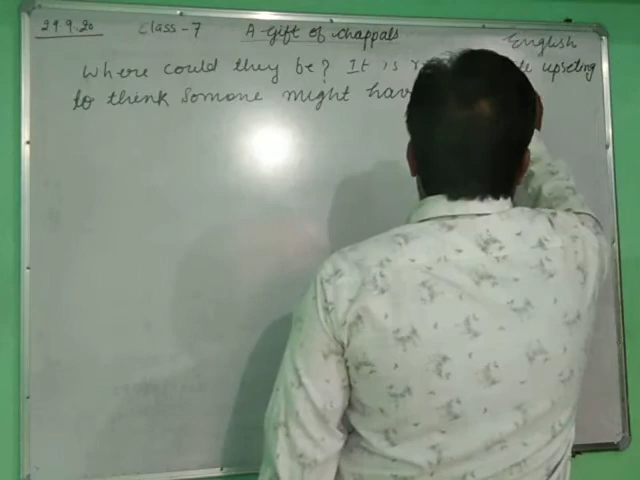 29.9.20 Class-7 A Gift of Chappals
English
Where could they be? It is upseting
to think Somone might hav